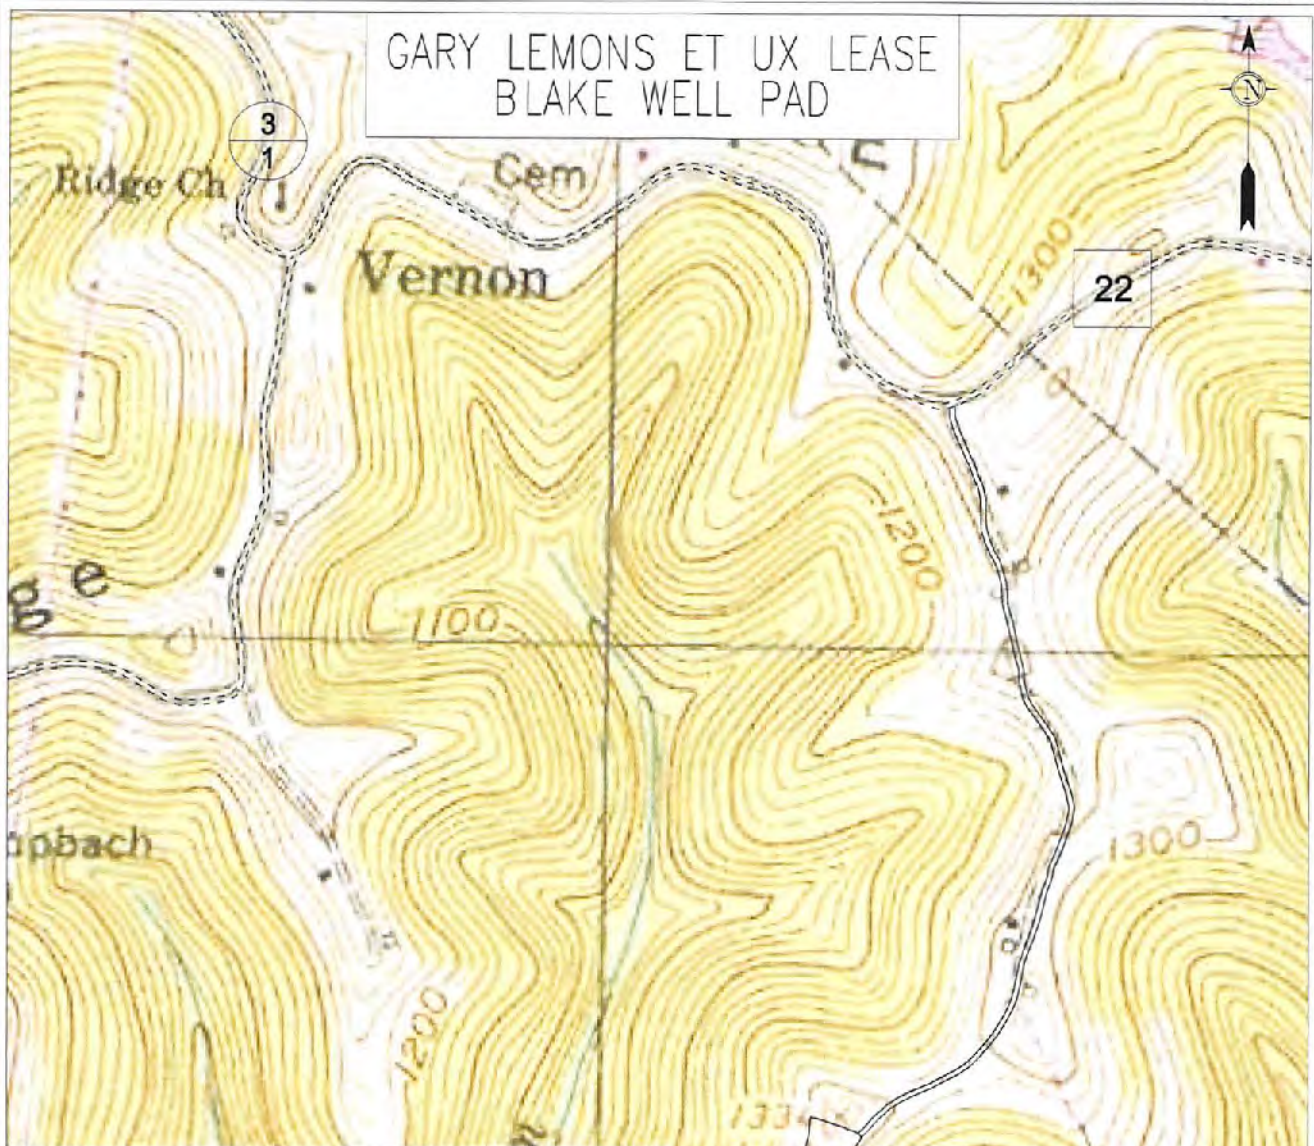 GARY LEMONS ET UX LEASE
BLAKE WELL PAD
N
3
1
Ridge Ch
Cem
Vernon
1300
22
1200
ge
1100
1300
1200